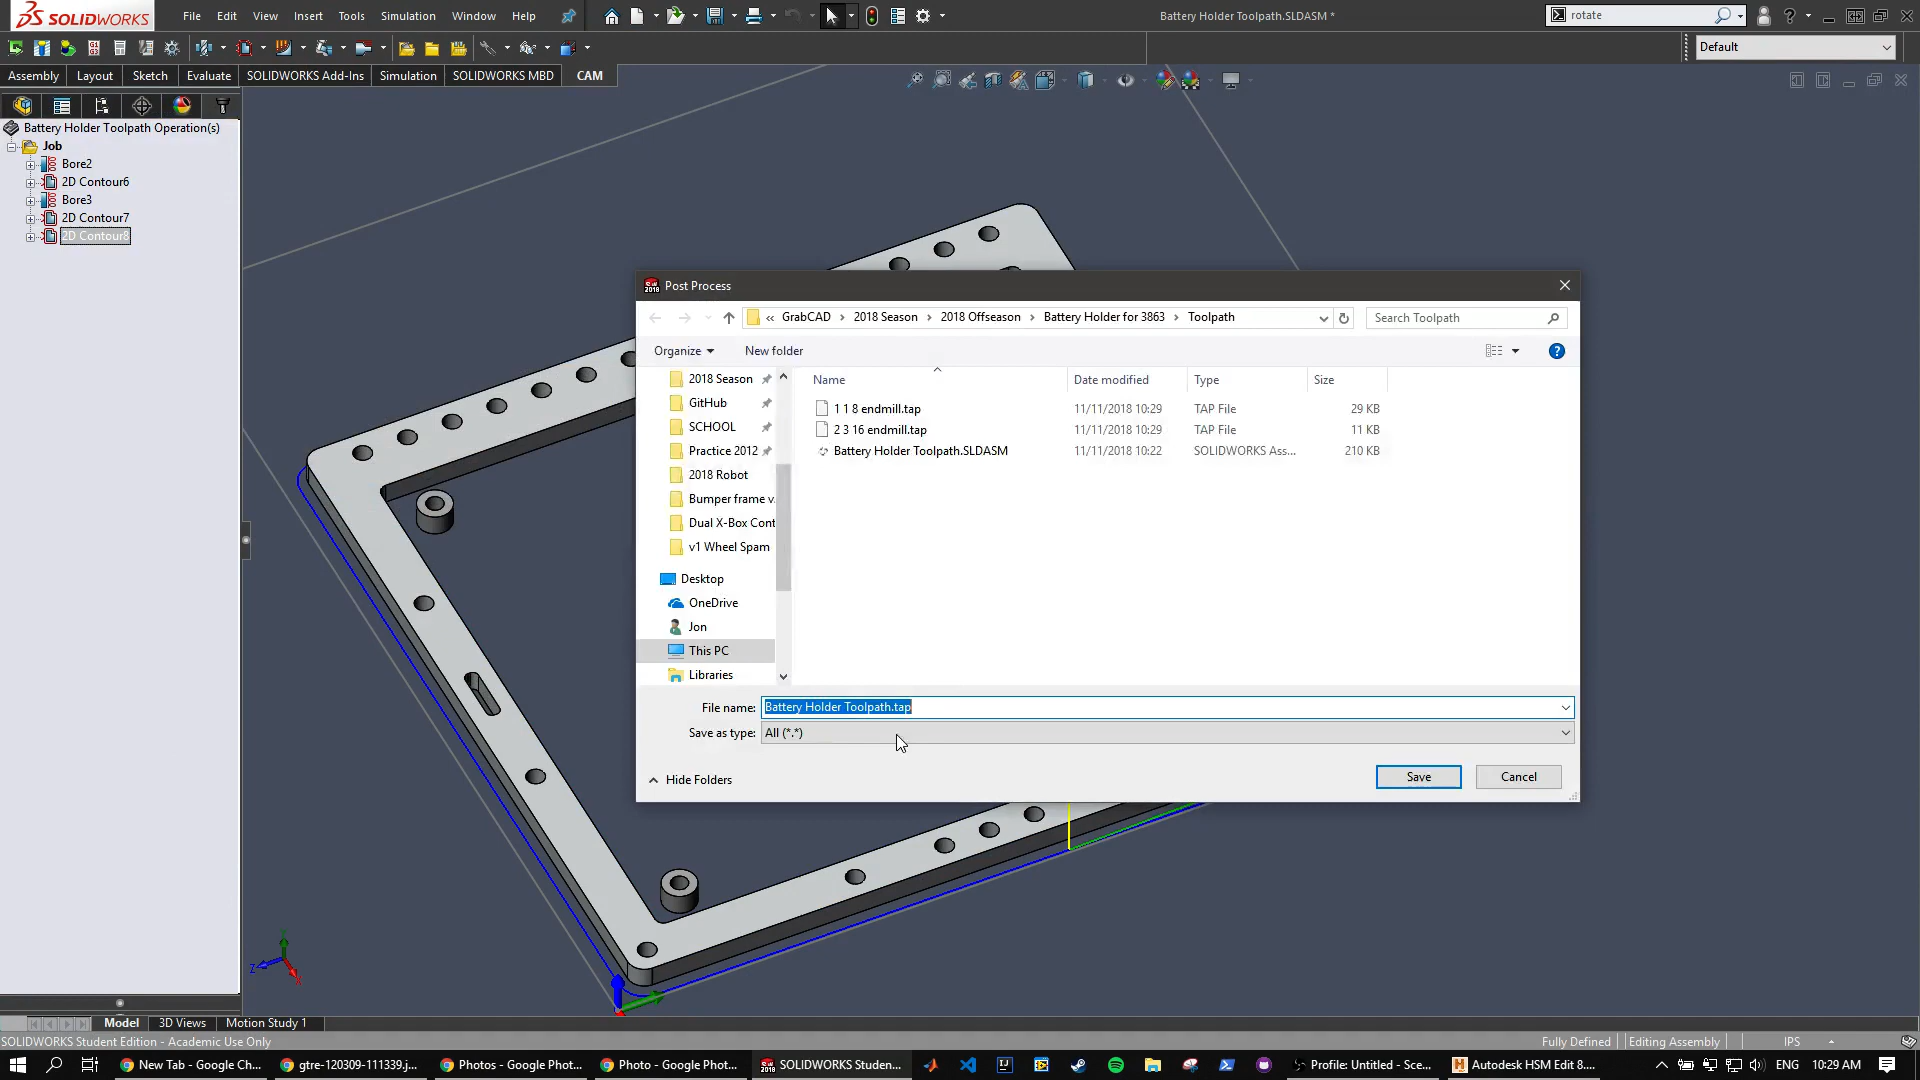 SOLIDWORKS
File Edit View Insert Tools Simulation Window Help
Battery Holder Toolpath.SLDASM *
rotate
Default
Assembly Layout Sketch Evaluate SOLIDWORKS Add-Ins Simulation SOLIDWORKS MBD CAM
Battery Holder Toolpath Operation(s)
Job
Bore2
2D Contour6
Bore3
2D Contour7
2D Contour8
Post Process
« GrabCAD › 2018 Season › 2018 Offseason › Battery Holder for 3863 › Toolpath
Search Toolpath
Organize New folder
2018 Season
GitHub
SCHOOL
Practice 2012
2018 Robot
Bumper frame v.
Dual X-Box Cont
v1 Wheel Spam
Desktop
OneDrive
Jon
This PC
Libraries
Name Date modified Type Size
1 1 8 endmill.tap 11/11/2018 10:29 TAP File 29 KB
2 3 16 endmill.tap 11/11/2018 10:29 TAP File 11 KB
Battery Holder Toolpath.SLDASM 11/11/2018 10:22 SOLIDWORKS Ass... 210 KB
File name: Battery Holder Toolpath.tap
Save as type: All (*.*)
Hide Folders
Save Cancel
Model 3D Views Motion Study 1
SOLIDWORKS Student Edition - Academic Use Only
Fully Defined Editing Assembly IPS
New Tab - Google Ch... gtre-120309-111339.j... Photos - Google Phot... Photo - Google Phot... SOLIDWORKS Studen... Profile: Untitled - Sce... Autodesk HSM Edit 8.... ENG 10:29 AM